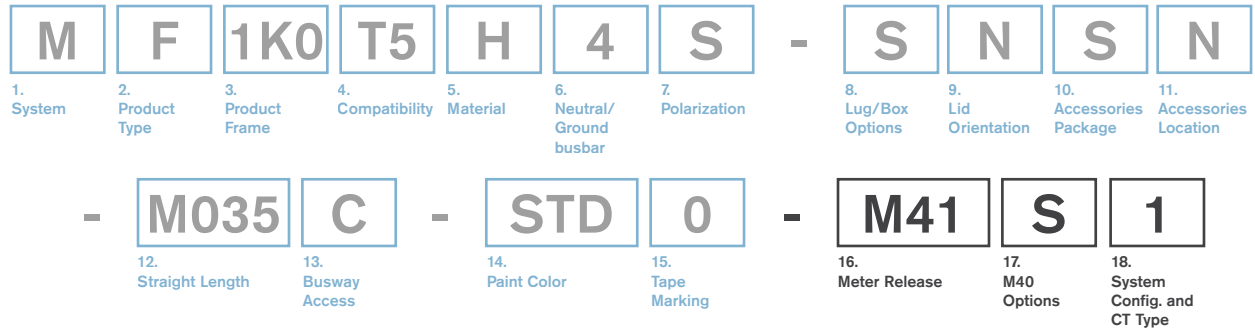 M F 1K0 T5 H 4 S - S N S N
1. 2. 3. 4. 5. 6. 7. 8. 9. 10. 11.
System Product Product Compatibility Material Neutral/ Polarization Lug/Box Lid Accessories Accessories
Type Frame Ground Options Orientation Package Location
busbar
- M035 C - STD 0 - M41 S 1
12. 13. 14. 15. 16. 17. 18.
Straight Length Busway Paint Color Tape Meter Release M40 System
Access Marking Options Config. and
CT Type